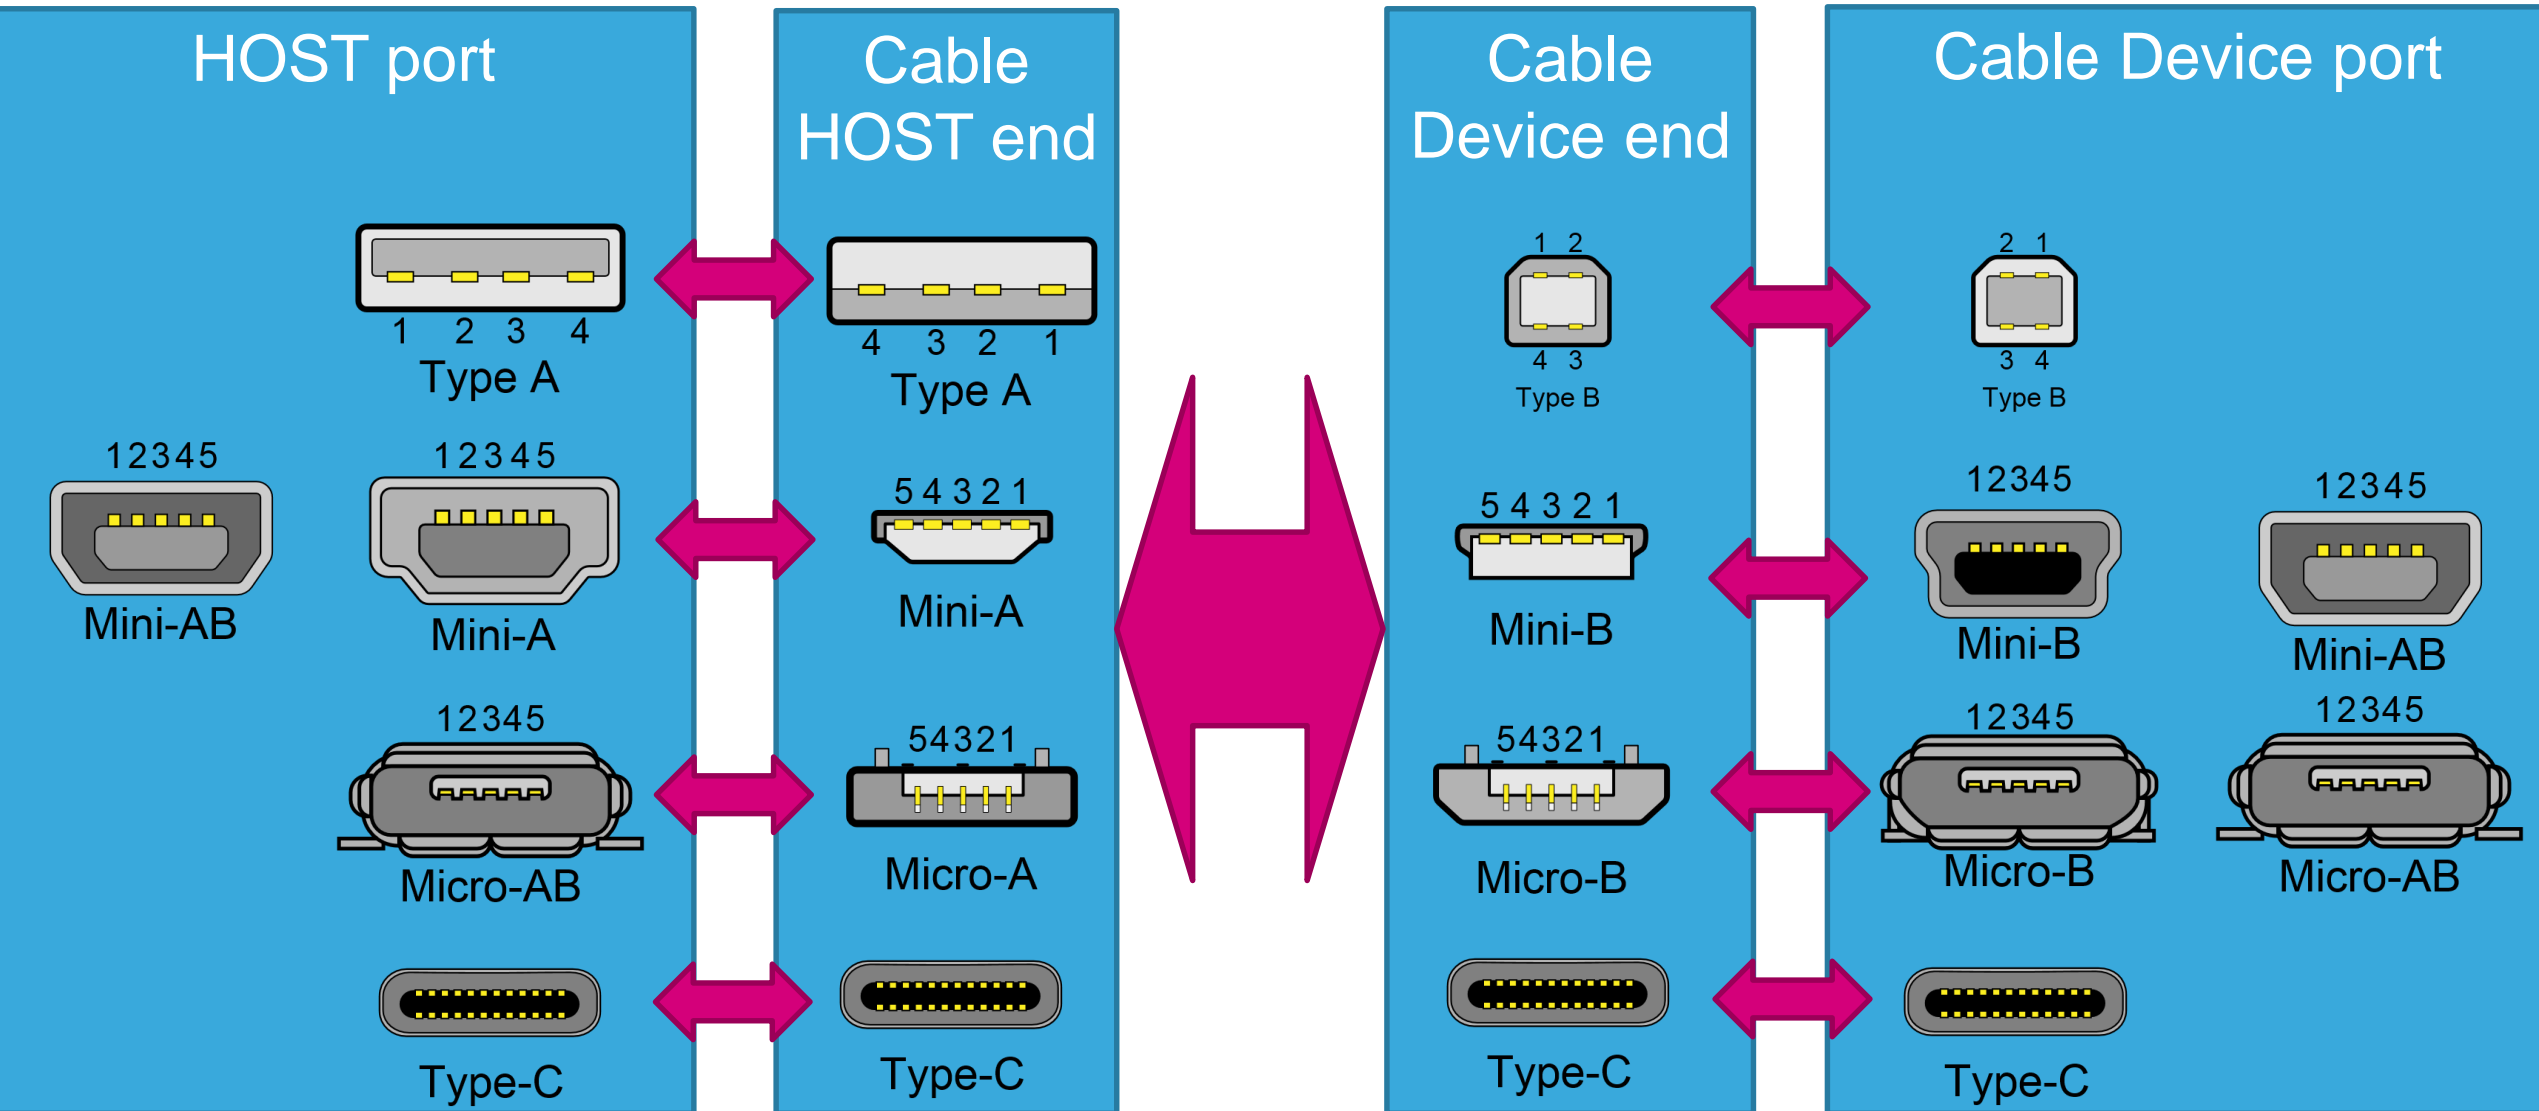 HOST port
Cable
HOST end
Cable
Device end
Cable Device port
1 2 3 4
Type A
4 3 2 1
Type A
1 2
4 3
Type B
2 1
3 4
Type B
12345
Mini-AB
12345
Mini-A
5 4 3 2 1
Mini-A
5 4 3 2 1
Mini-B
12345
Mini-B
12345
Mini-AB
12345
Micro-AB
54321
Micro-A
54321
Micro-B
12345
Micro-B
12345
Micro-AB
Type-C
Type-C
Type-C
Type-C